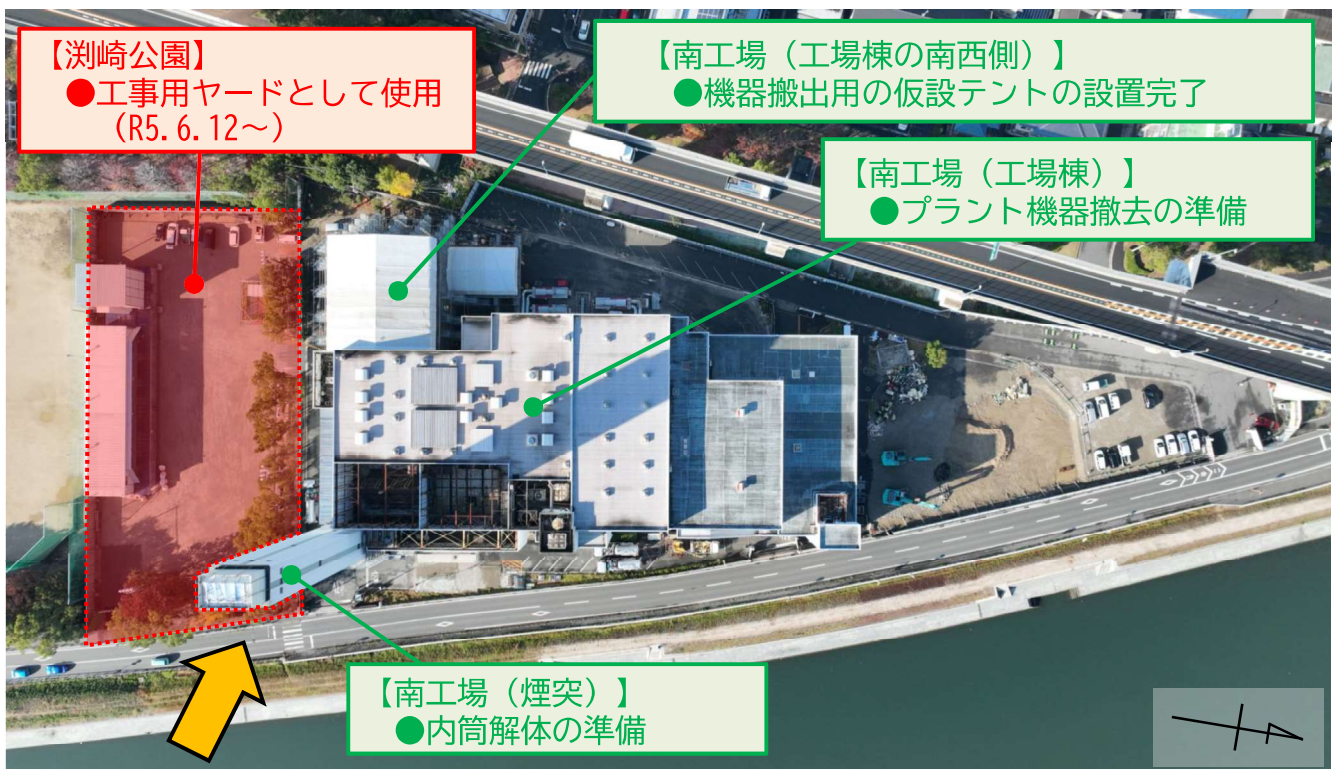 【渕崎公園】
●工事用ヤードとして使用
(R5.6.12～)
【南工場（工場棟の南西側）】
●機器搬出用の仮設テントの設置完了
【南工場（工場棟）】
●プラント機器撤去の準備
【南工場（煙突）】
●内筒解体の準備